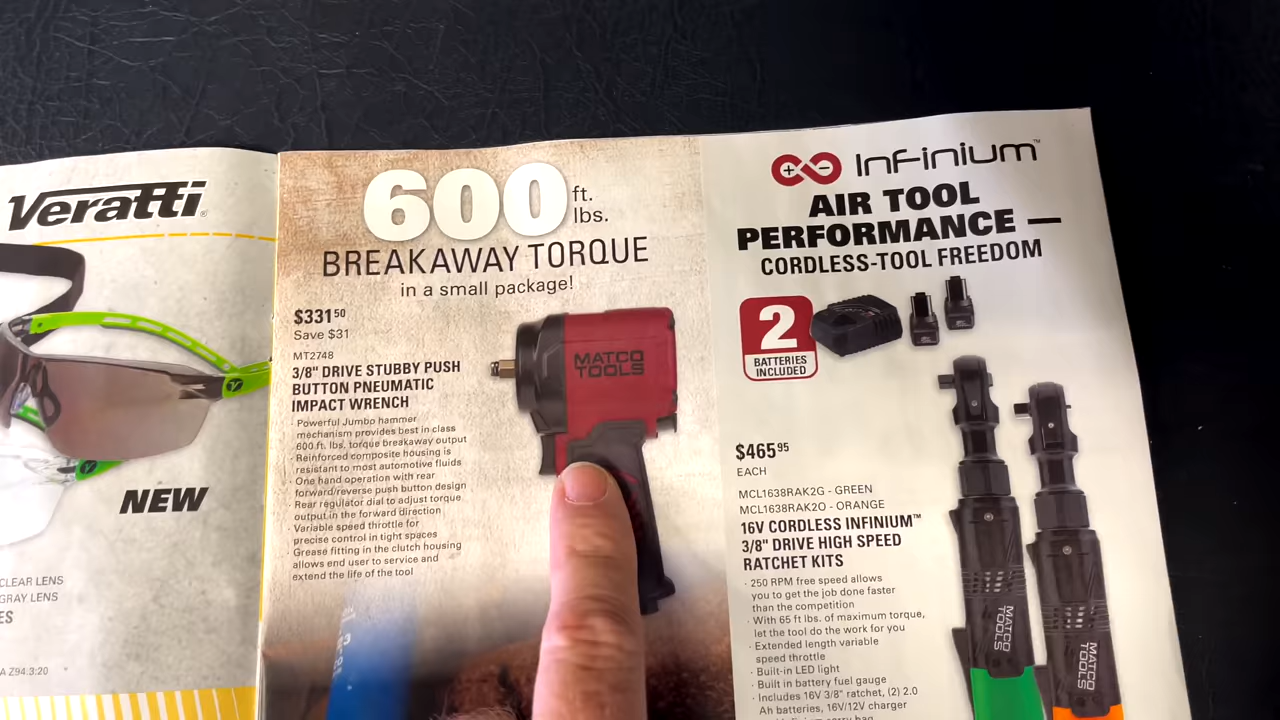 Veratti
NEW
CLEAR LENS
GRAY LENS
ES
A Z94.3:20
600 ft. lbs.
BREAKAWAY TORQUE
in a small package!
$331 50
Save $31
MT2748
3/8" DRIVE STUBBY PUSH
BUTTON PNEUMATIC
IMPACT WRENCH
· Powerful Jumbo hammer
mechanism provides best in class
600 ft. lbs. torque breakaway output
· Reinforced composite housing is
resistant to most automotive fluids
· One hand operation with rear
forward/reverse push button design
· Rear regulator dial to adjust torque
output in the forward direction
· Variable speed throttle for
precise control in tight spaces
· Grease fitting in the clutch housing
allows end user to service and
extend the life of the tool
MATCO
TOOLS
InFinium™
AIR TOOL
PERFORMANCE —
CORDLESS-TOOL FREEDOM
2
BATTERIES
INCLUDED
$465 95
EACH
MCL1638RAK2G - GREEN
MCL1638RAK2O - ORANGE
16V CORDLESS INFINIUM™
3/8" DRIVE HIGH SPEED
RATCHET KITS
· 250 RPM free speed allows
you to get the job done faster
than the competition
· With 65 ft lbs. of maximum torque,
let the tool do the work for you
· Extended length variable
speed throttle
· Built-in LED light
· Built in battery fuel gauge
· Includes 16V 3/8" ratchet, (2) 2.0
Ah batteries, 16V/12V charger
MATCO
TOOLS
MATCO
TOOLS